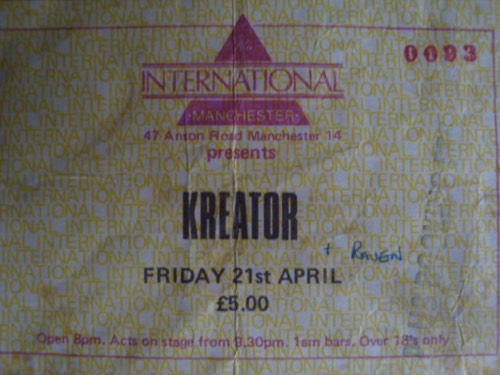 The
INTERNATIONAL
0093
·MANCHESTER·
47 Anson Road Manchester 14
presents
KREATOR
+ RAVEN
FRIDAY 21st APRIL
£5.00
Open 8pm. Acts on stage from 8.30pm. 1am bars. Over 18's only